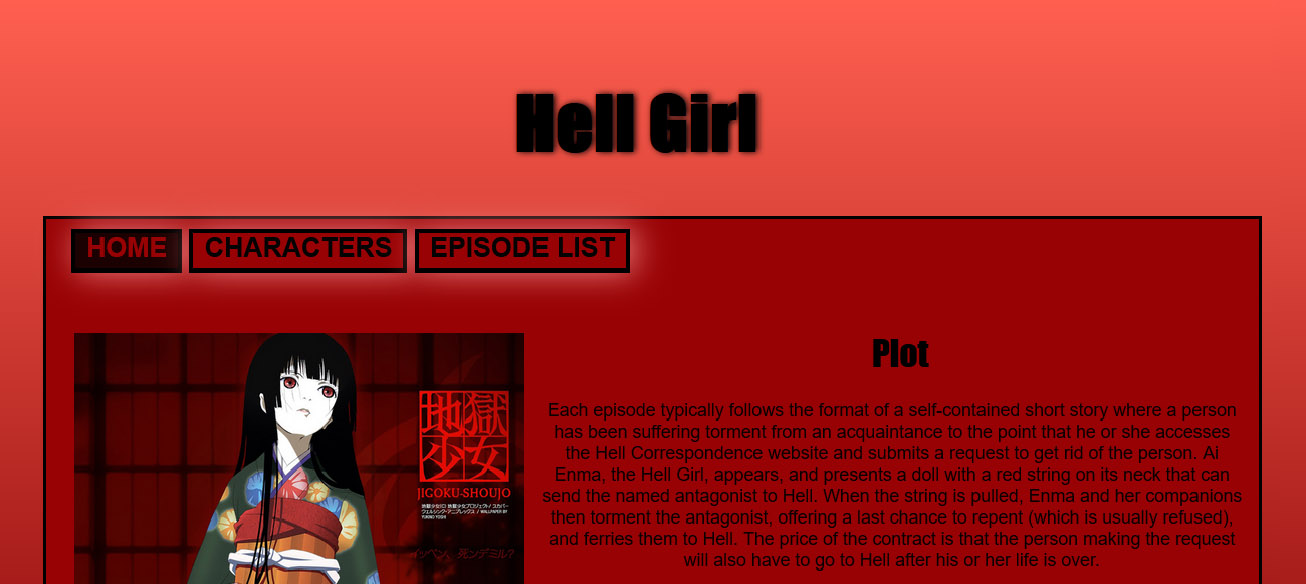 Hell Girl
HOME
CHARACTERS
EPISODE LIST
地獄
少女
JIGOKU-SHOUJO
イッペン、死ンデミル?
Plot
Each episode typically follows the format of a self-contained short story where a person
has been suffering torment from an acquaintance to the point that he or she accesses
the Hell Correspondence website and submits a request to get rid of the person. Ai
Enma, the Hell Girl, appears, and presents a doll with a red string on its neck that can
send the named antagonist to Hell. When the string is pulled, Enma and her companions
then torment the antagonist, offering a last chance to repent (which is usually refused),
and ferries them to Hell. The price of the contract is that the person making the request
will also have to go to Hell after his or her life is over.